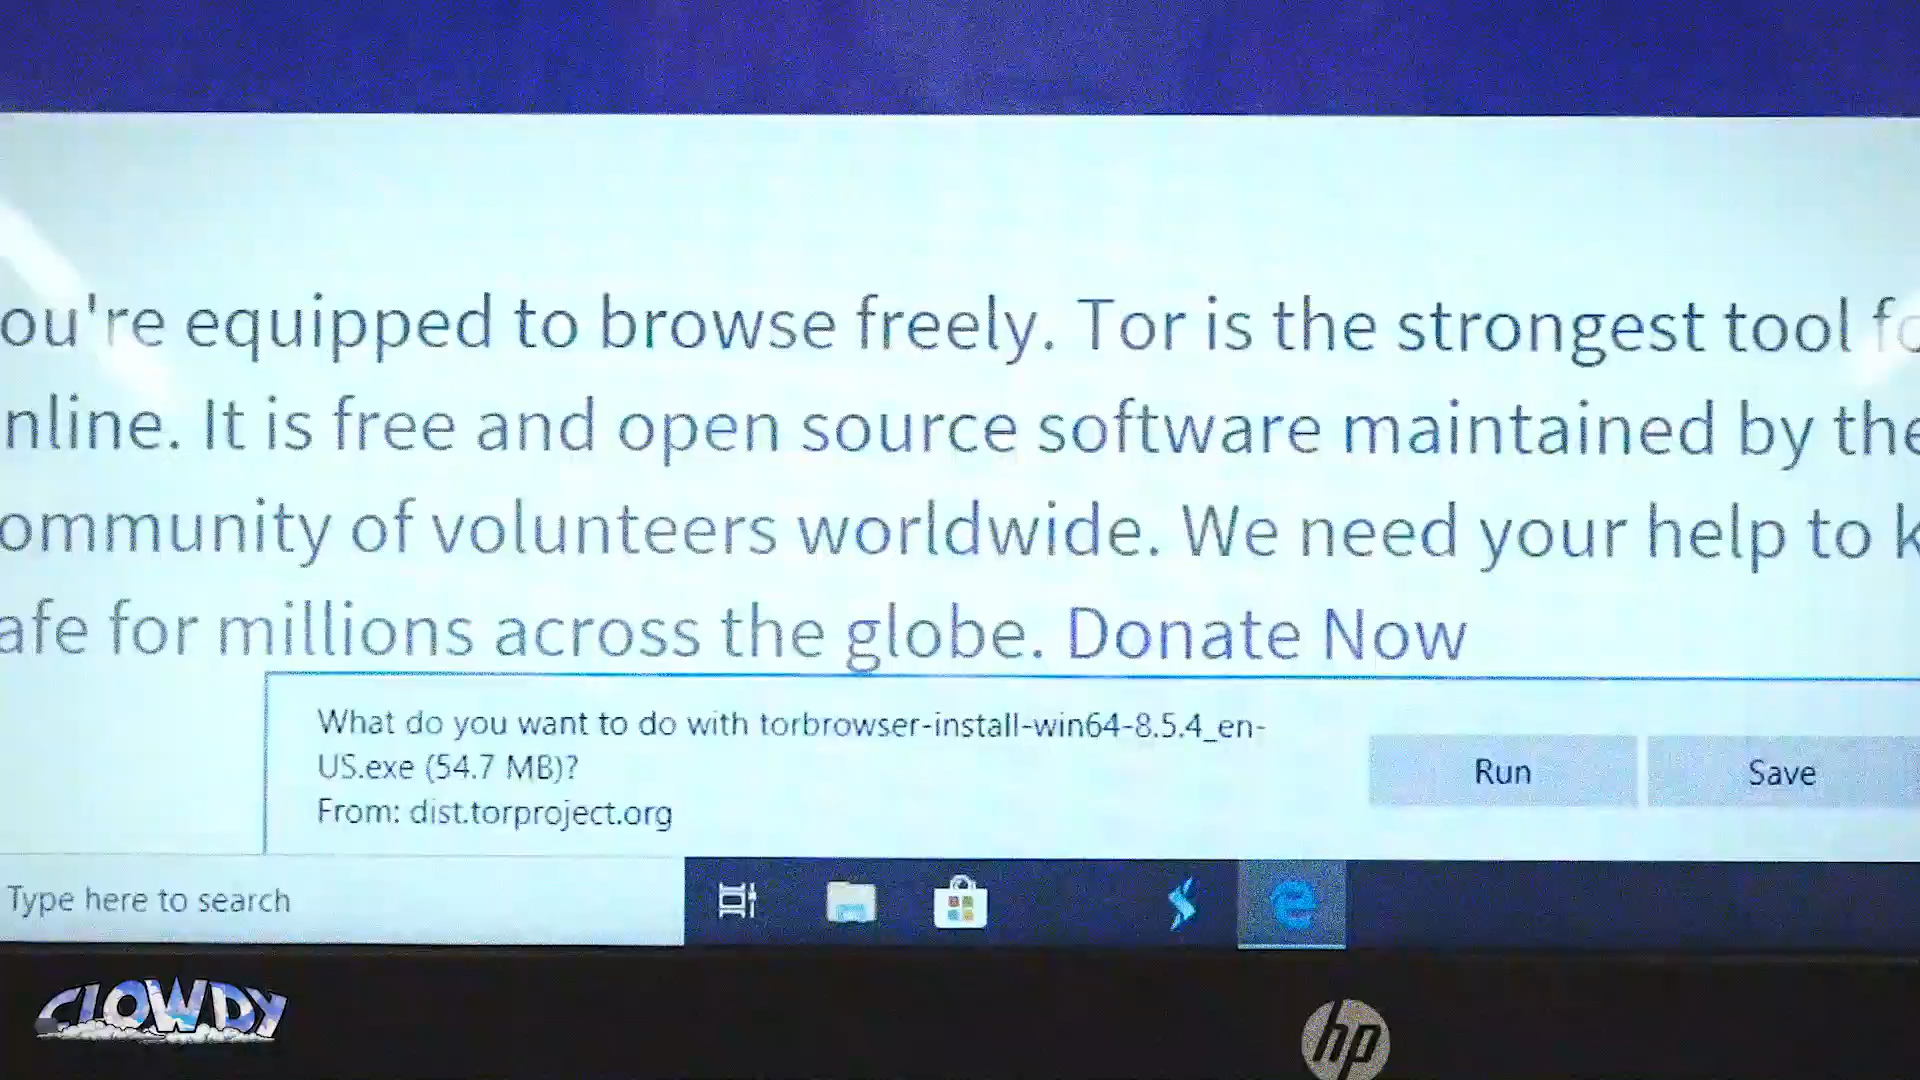 ou're equipped to browse freely. Tor is the strongest tool fo
nline. It is free and open source software maintained by the
ommunity of volunteers worldwide. We need your help to k
afe for millions across the globe. Donate Now
What do you want to do with torbrowser-install-win64-8.5.4_en-
US.exe (54.7 MB)?
From: dist.torproject.org
Run
Save
Type here to search
CLOWDY
hp